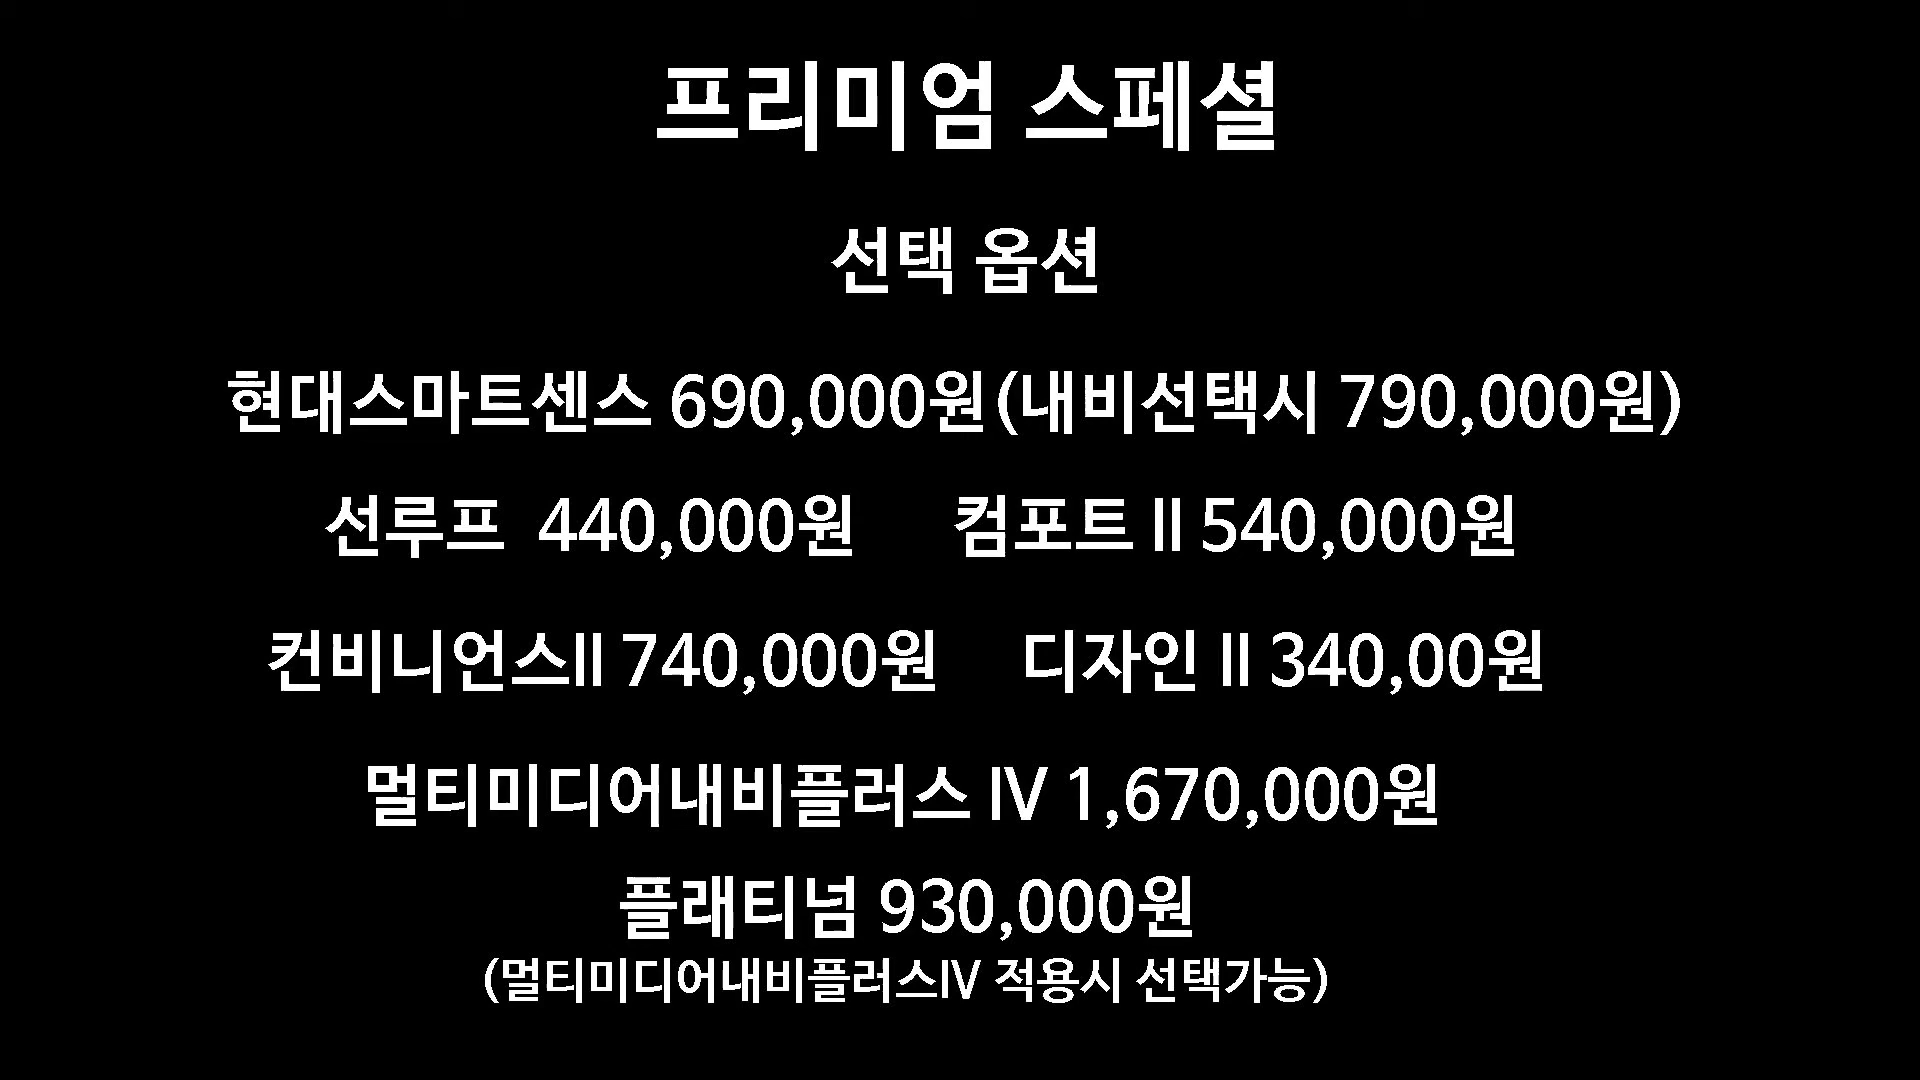 프리미엄 스페셜
선택 옵션
현대스마트센스 690,000원(내비선택시 790,000원)
선루프 440,000원 컴포트 II 540,000원
컨비니언스II 740,000원 디자인 II 340,00원
멀티미디어내비플러스 IV 1,670,000원
플래티넘 930,000원
(멀티미디어내비플러스IV 적용시 선택가능)